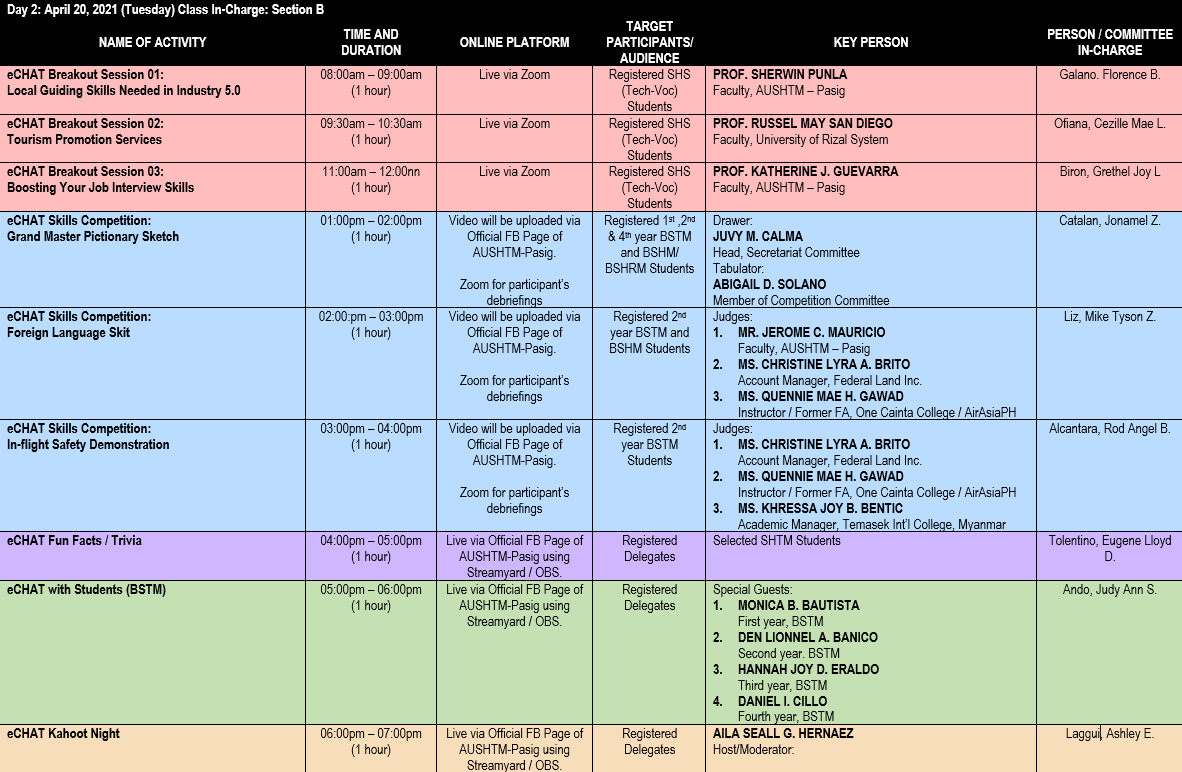 Day 2: April 20, 2021 (Tuesday) Class In-Charge: Section B
NAME OF ACTIVITY
TIME AND
DURATION
ONLINE PLATFORM
TARGET
PARTICIPANTS/
AUDIENCE
KEY PERSON
PERSON / COMMITTEE
IN-CHARGE
eCHAT Breakout Session 01:
Local Guiding Skills Needed in Industry 5.0
08:00am – 09:00am
(1 hour)
Live via Zoom
Registered SHS
(Tech-Voc)
Students
PROF. SHERWIN PUNLA
Faculty, AUSHTM – Pasig
Galano. Florence B.
eCHAT Breakout Session 02:
Tourism Promotion Services
09:30am – 10:30am
(1 hour)
Live via Zoom
Registered SHS
(Tech-Voc)
Students
PROF. RUSSEL MAY SAN DIEGO
Faculty, University of Rizal System
Ofiana, Cezille Mae L.
eCHAT Breakout Session 03:
Boosting Your Job Interview Skills
11:00am – 12:00nn
(1 hour)
Live via Zoom
Registered SHS
(Tech-Voc)
Students
PROF. KATHERINE J. GUEVARRA
Faculty, AUSHTM – Pasig
Biron, Grethel Joy L
eCHAT Skills Competition:
Grand Master Pictionary Sketch
01:00pm – 02:00pm
(1 hour)
Video will be uploaded via
Official FB Page of
AUSHTM-Pasig.
Zoom for participant’s
debriefings
Registered 1st ,2nd
& 4th year BSTM
and BSHM/
BSHRM Students
Drawer:
JUVY M. CALMA
Head, Secretariat Committee
Tabulator:
ABIGAIL D. SOLANO
Member of Competition Committee
Catalan, Jonamel Z.
eCHAT Skills Competition:
Foreign Language Skit
02:00:pm – 03:00pm
(1 hour)
Video will be uploaded via
Official FB Page of
AUSHTM-Pasig.
Zoom for participant’s
debriefings
Registered 2nd
year BSTM and
BSHM Students
Judges:
1. MR. JEROME C. MAURICIO
Faculty, AUSHTM – Pasig
2. MS. CHRISTINE LYRA A. BRITO
Account Manager, Federal Land Inc.
3. MS. QUENNIE MAE H. GAWAD
Instructor / Former FA, One Cainta College / AirAsiaPH
Liz, Mike Tyson Z.
eCHAT Skills Competition:
In-flight Safety Demonstration
03:00pm – 04:00pm
(1 hour)
Video will be uploaded via
Official FB Page of
AUSHTM-Pasig.
Zoom for participant’s
debriefings
Registered 2nd
year BSTM
Students
Judges:
1. MS. CHRISTINE LYRA A. BRITO
Account Manager, Federal Land Inc.
2. MS. QUENNIE MAE H. GAWAD
Instructor / Former FA, One Cainta College / AirAsiaPH
3. MS. KHRESSA JOY B. BENTIC
Academic Manager, Temasek Int’l College, Myanmar
Alcantara, Rod Angel B.
eCHAT Fun Facts / Trivia
04:00pm – 05:00pm
(1 hour)
Live via Official FB Page of
AUSHTM-Pasig using
Streamyard / OBS.
Registered
Delegates
Selected SHTM Students
Tolentino, Eugene Lloyd
D.
eCHAT with Students (BSTM)
05:00pm – 06:00pm
(1 hour)
Live via Official FB Page of
AUSHTM-Pasig using
Streamyard / OBS.
Registered
Delegates
Special Guests:
1. MONICA B. BAUTISTA
First year, BSTM
2. DEN LIONNEL A. BANICO
Second year. BSTM
3. HANNAH JOY D. ERALDO
Third year, BSTM
4. DANIEL I. CILLO
Fourth year, BSTM
Ando, Judy Ann S.
eCHAT Kahoot Night
06:00pm – 07:00pm
(1 hour)
Live via Official FB Page of
AUSHTM-Pasig using
Streamyard / OBS.
Registered
Delegates
AILA SEALL G. HERNAEZ
Host/Moderator:
Laggui, Ashley E.